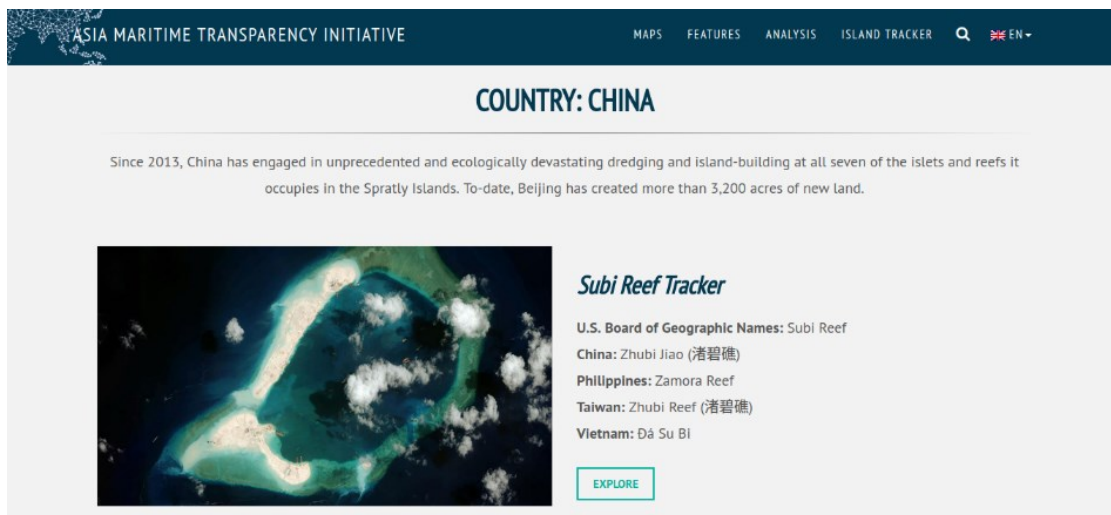 ASIA MARITIME TRANSPARENCY INITIATIVE
MAPS FEATURES ANALYSIS ISLAND TRACKER EN
COUNTRY: CHINA
Since 2013, China has engaged in unprecedented and ecologically devastating dredging and island-building at all seven of the islets and reefs it
occupies in the Spratly Islands. To-date, Beijing has created more than 3,200 acres of new land.
Subi Reef Tracker
U.S. Board of Geographic Names: Subi Reef
China: Zhubi Jiao (渚碧礁)
Philippines: Zamora Reef
Taiwan: Zhubi Reef (渚碧礁)
Vietnam: Đá Su Bi
EXPLORE